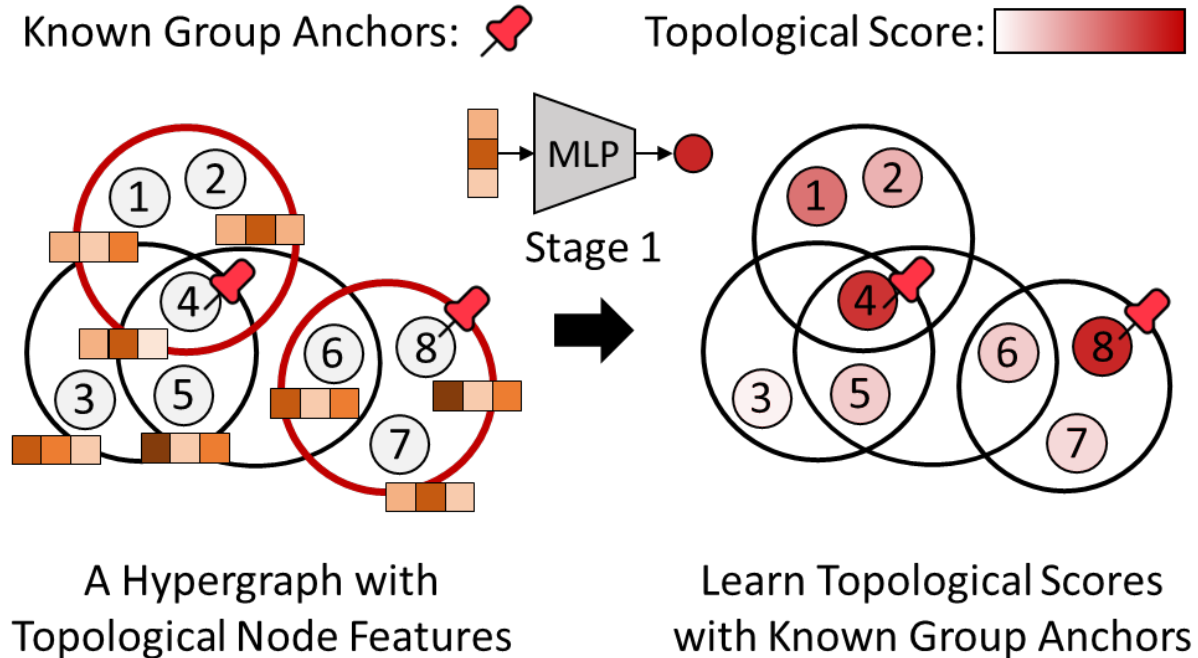 Known Group Anchors:
Topological Score:
MLP
Stage 1
1
2
3
4
5
6
7
8
1
2
3
4
5
6
7
8
A Hypergraph with
Topological Node Features
Learn Topological Scores
with Known Group Anchors